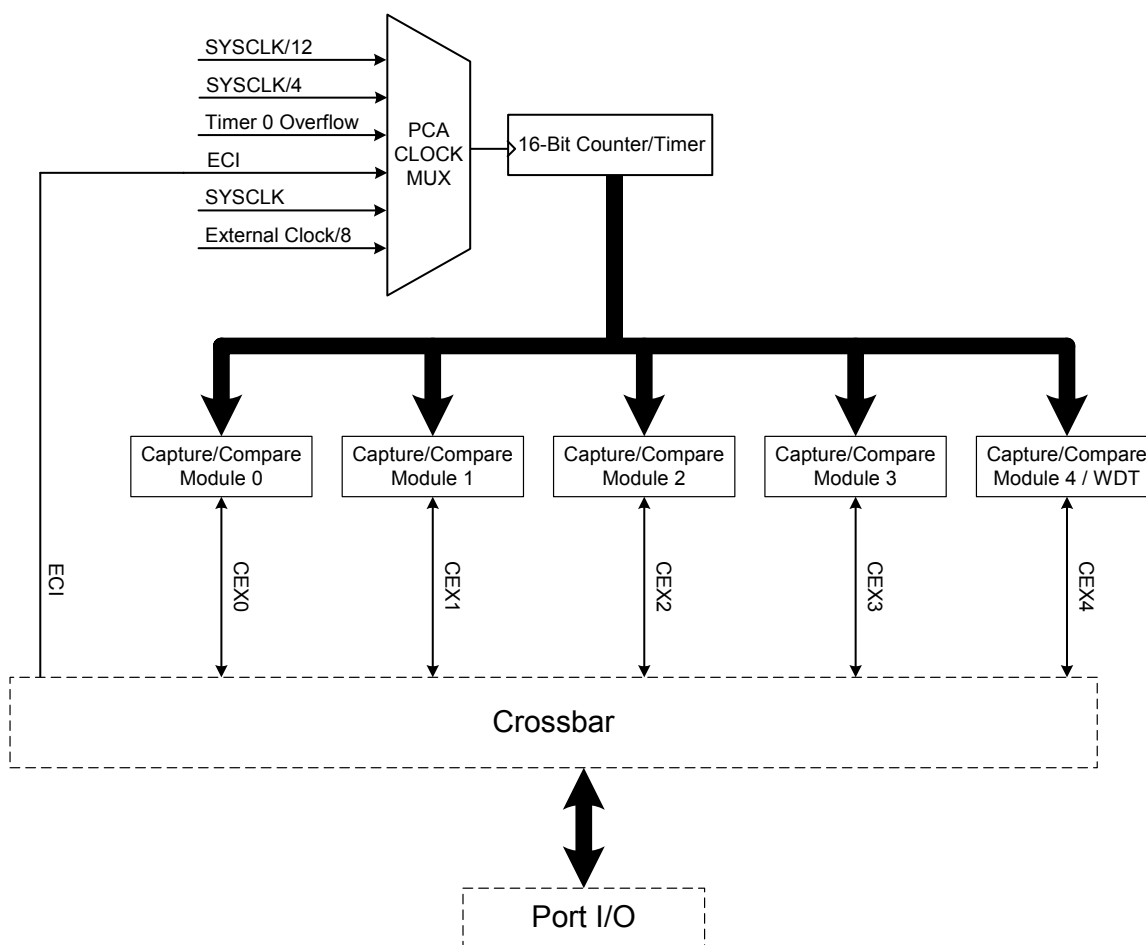 SYSCLK/12
SYSCLK/4
Timer 0 Overflow
ECI
SYSCLK
External Clock/8
PCA
CLOCK
MUX
16-Bit Counter/Timer
Capture/Compare
Module 0
Capture/Compare
Module 1
Capture/Compare
Module 2
Capture/Compare
Module 3
Capture/Compare
Module 4 / WDT
ECI
CEX0
CEX1
CEX2
CEX3
CEX4
Crossbar
Port I/O